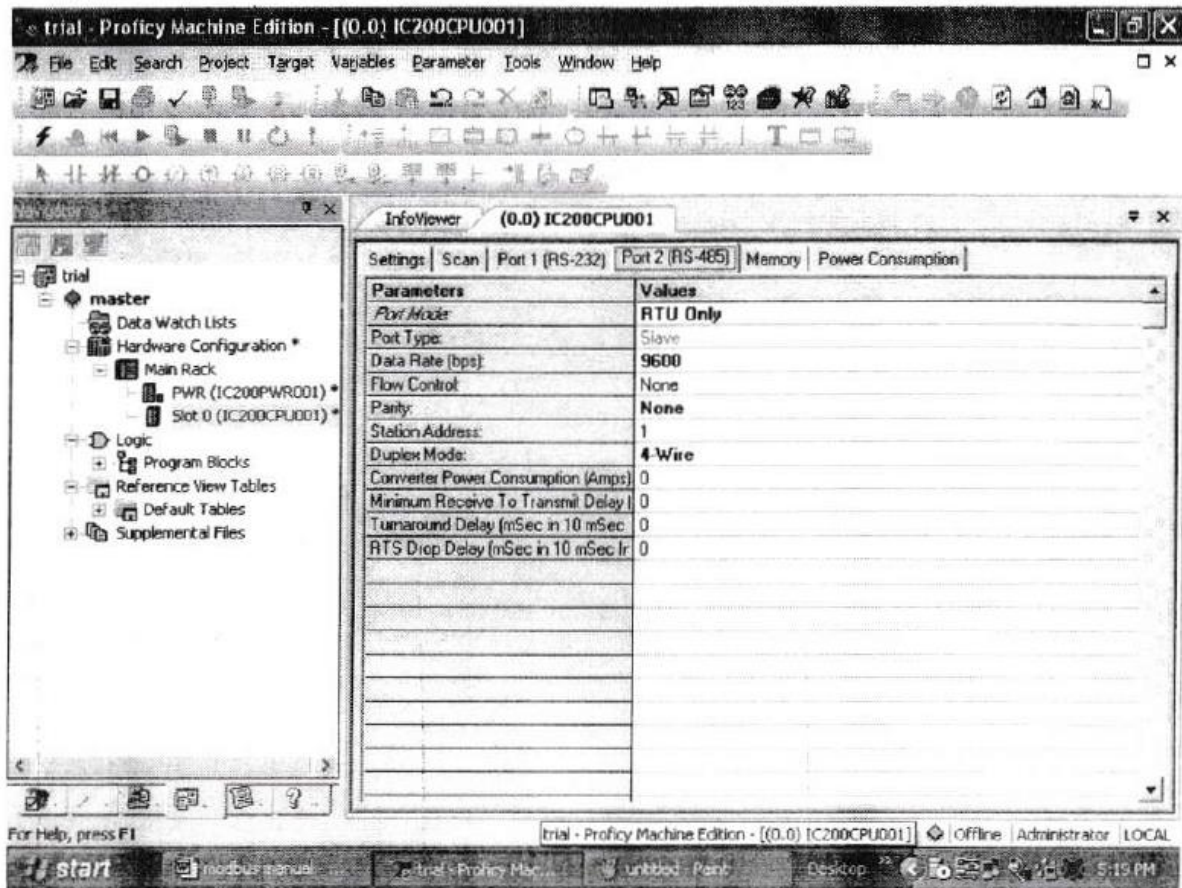 trial - Proficy Machine Edition - [(0.0) IC200CPU001]
File Edit Search Project Target Variables Parameter Tools Window Help
Navigator
InfoViewer (0.0) IC200CPU001
Settings Scan Port 1 (RS-232) Port 2 (RS-485) Memory Power Consumption
trial
master
Data Watch Lists
Hardware Configuration *
Main Rack
PWR (IC200PWR001) *
Slot 0 (IC200CPU001) *
Logic
Program Blocks
Reference View Tables
Default Tables
Supplemental Files
Parameters Values
Port Mode: RTU Only
Port Type: Slave
Data Rate (bps): 9600
Flow Control: None
Parity: None
Station Address: 1
Duplex Mode: 4-Wire
Converter Power Consumption (Amps) 0
Minimum Receive To Transmit Delay ( 0
Turnaround Delay (mSec in 10 mSec 0
RTS Drop Delay (mSec in 10 mSec Ir 0
For Help, press F1
trial - Proficy Machine Edition - [(0.0) IC200CPU001] Offline Administrator LOCAL
start modbus manual ... trial - Proficy Mac... untitled - Paint Desktop 5:19 PM